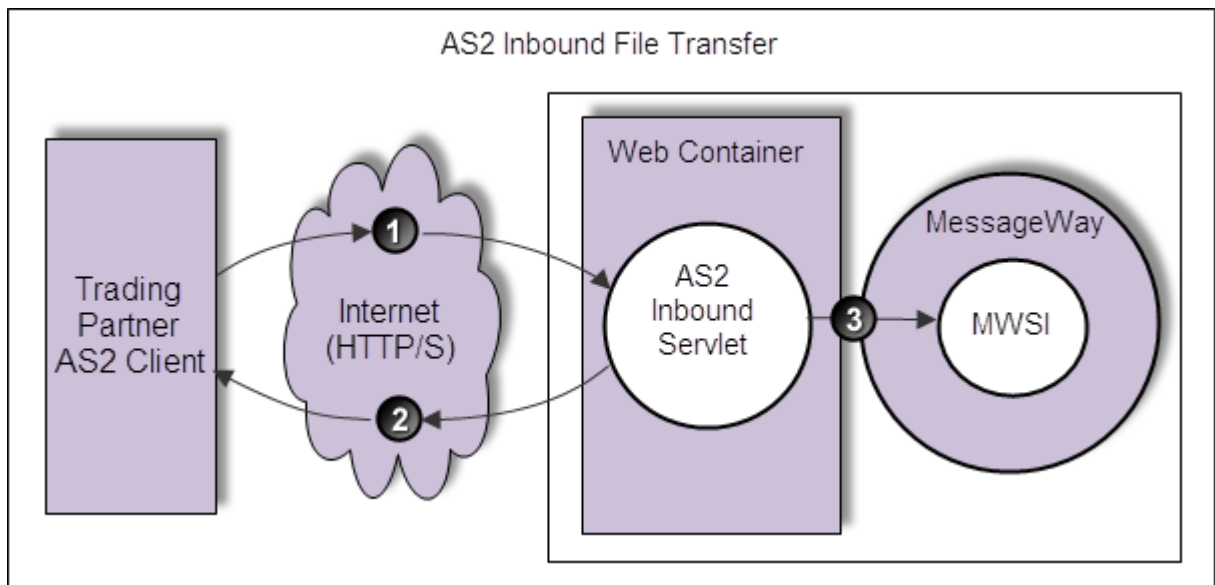 AS2 Inbound File Transfer
Trading
Partner
AS2 Client
1
Internet
(HTTP/S)
2
Web Container
AS2
Inbound
Servlet
3
MessageWay
MWSI